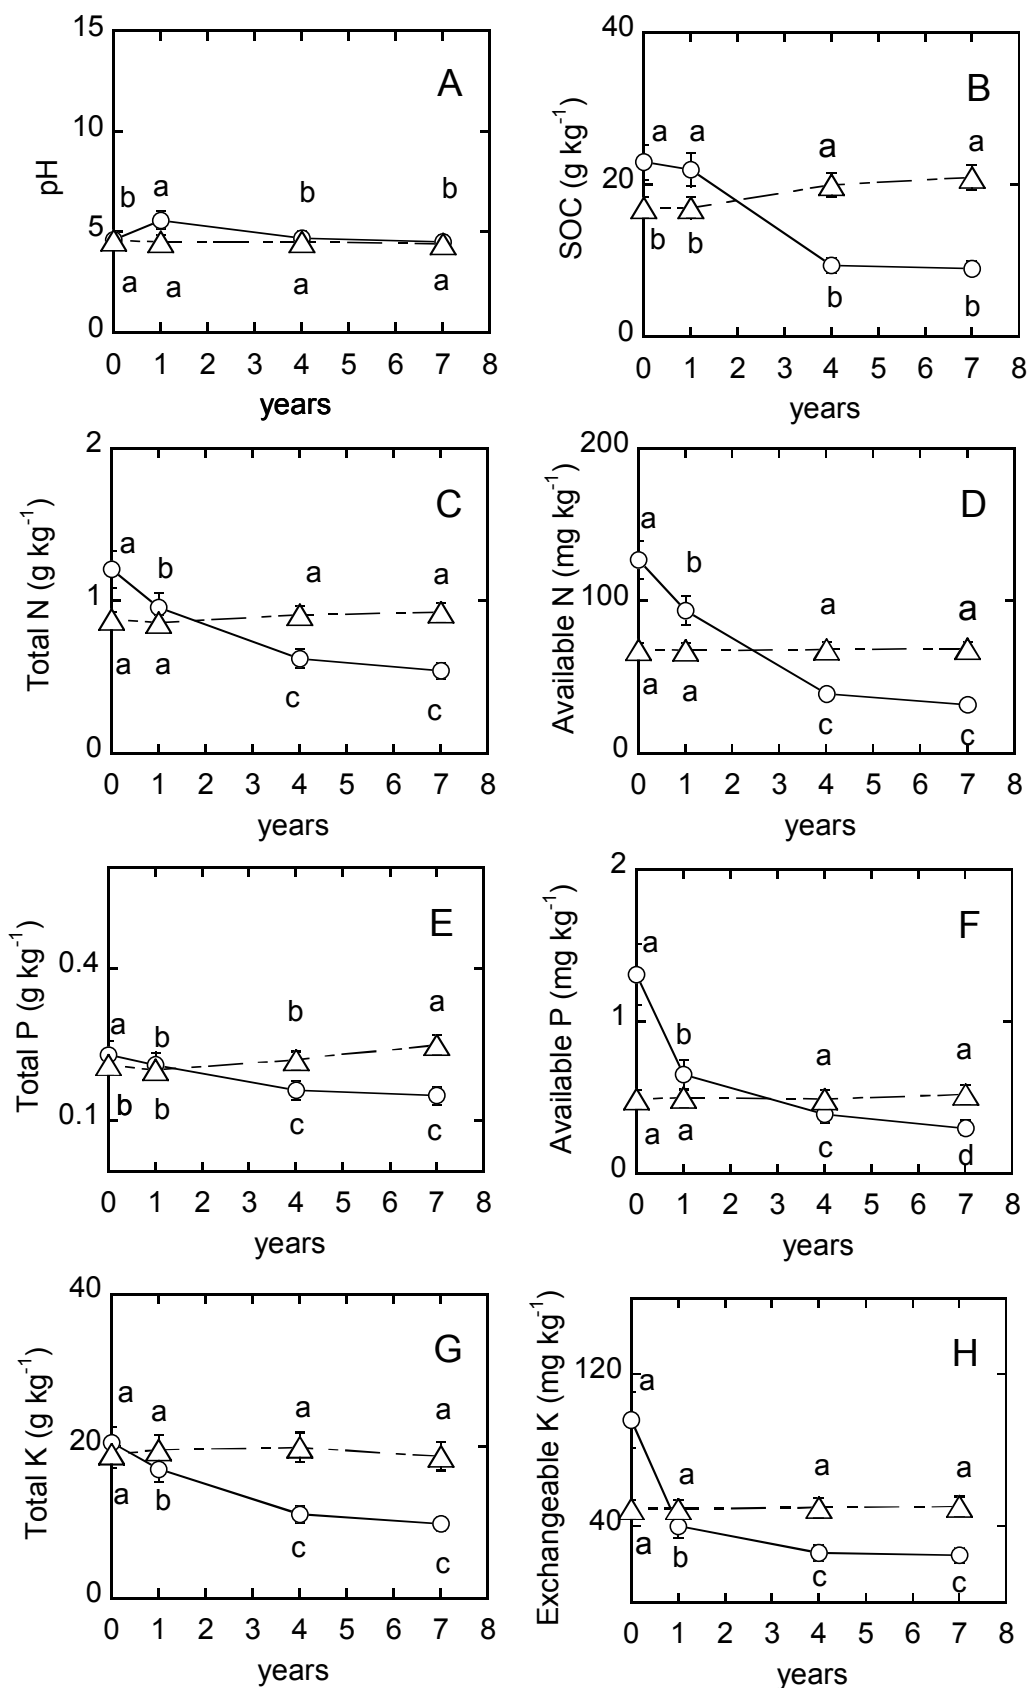 15
A
10
pH
b
a
b
b
5
a
a
a
a
0
0 1 2 3 4 5 6 7 8
years
40
B
SOC (g kg-1)
a
a
a
a
20
b
b
b
b
0
0 1 2 3 4 5 6 7 8
years
2
C
Total N (g kg-1)
a
b
a
a
1
a
a
c
c
0
0 1 2 3 4 5 6 7 8
years
200
D
Available N (mg kg-1)
a
b
a
a
100
a
a
c
c
0
0 1 2 3 4 5 6 7 8
years
E
Total P (g kg-1)
0.4
a
b
b
a
0.1
b
b
c
c
0 1 2 3 4 5 6 7 8
years
2
F
Available P (mg kg-1)
a
b
a
a
1
a
a
c
d
0
0 1 2 3 4 5 6 7 8
years
40
G
Total K (g kg-1)
a
a
a
a
20
a
b
c
c
0
0 1 2 3 4 5 6 7 8
years
H
Exchangeable K (mg kg-1)
120
a
a
a
a
40
a
b
c
c
0 1 2 3 4 5 6 7 8
years